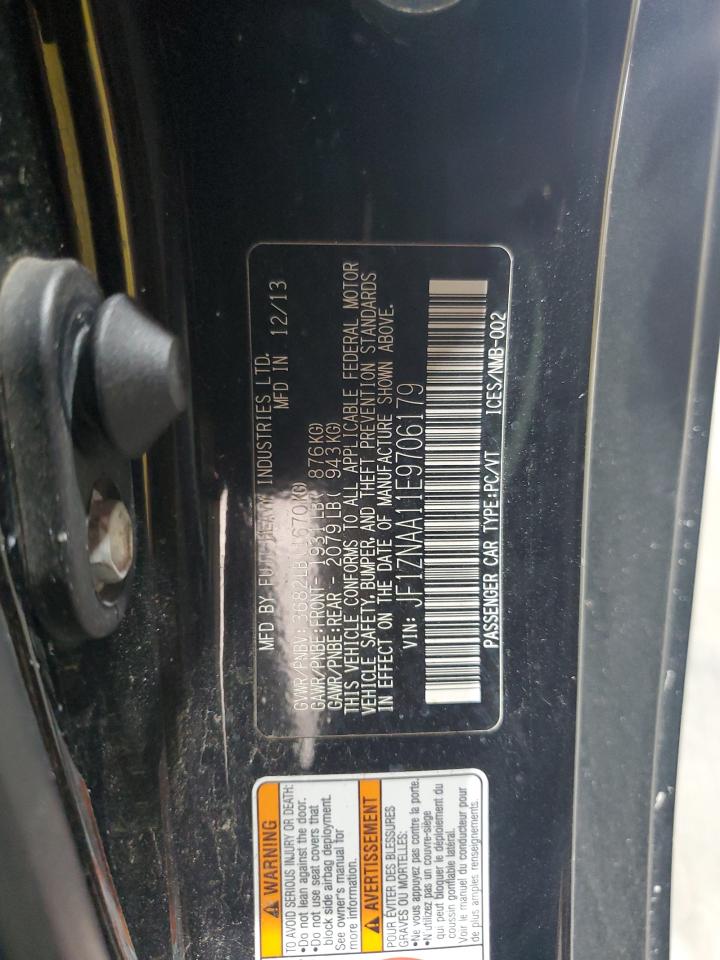 MFD BY FUJI HEAVY INDUSTRIES LTD.
MFD IN 12/13
GVWR/PNBV: 3682LB (1670KG)
GAWR/PNBE:FRONT- 1931LB( 876KG)
GAWR/PNBE:REAR - 2079LB( 943KG)
THIS VEHICLE CONFORMS TO ALL APPLICABLE FEDERAL MOTOR
VEHICLE SAFETY, BUMPER, AND THEFT PREVENTION STANDARDS
IN EFFECT ON THE DATE OF MANUFACTURE SHOWN ABOVE.
VIN: JF1ZNAA11E9706179
PASSENGER CAR TYPE:PC/VT ICES/NMB-002
WARNING
TO AVOID SERIOUS INJURY OR DEATH:
•Do not lean against the door.
•Do not use seat covers that
block side airbag deployment.
See owner's manual for
more information.
AVERTISSEMENT
POUR ÉVITER DES BLESSURES
GRAVES OU MORTELLES:
•Ne vous appuyez pas contre la porte.
•N'utilizez pas un couvre-siège
qui peut bloquer le déploiement du
coussin gonflable latéral.
Voir le manuel du conducteur pour
de plus amples renseignements.